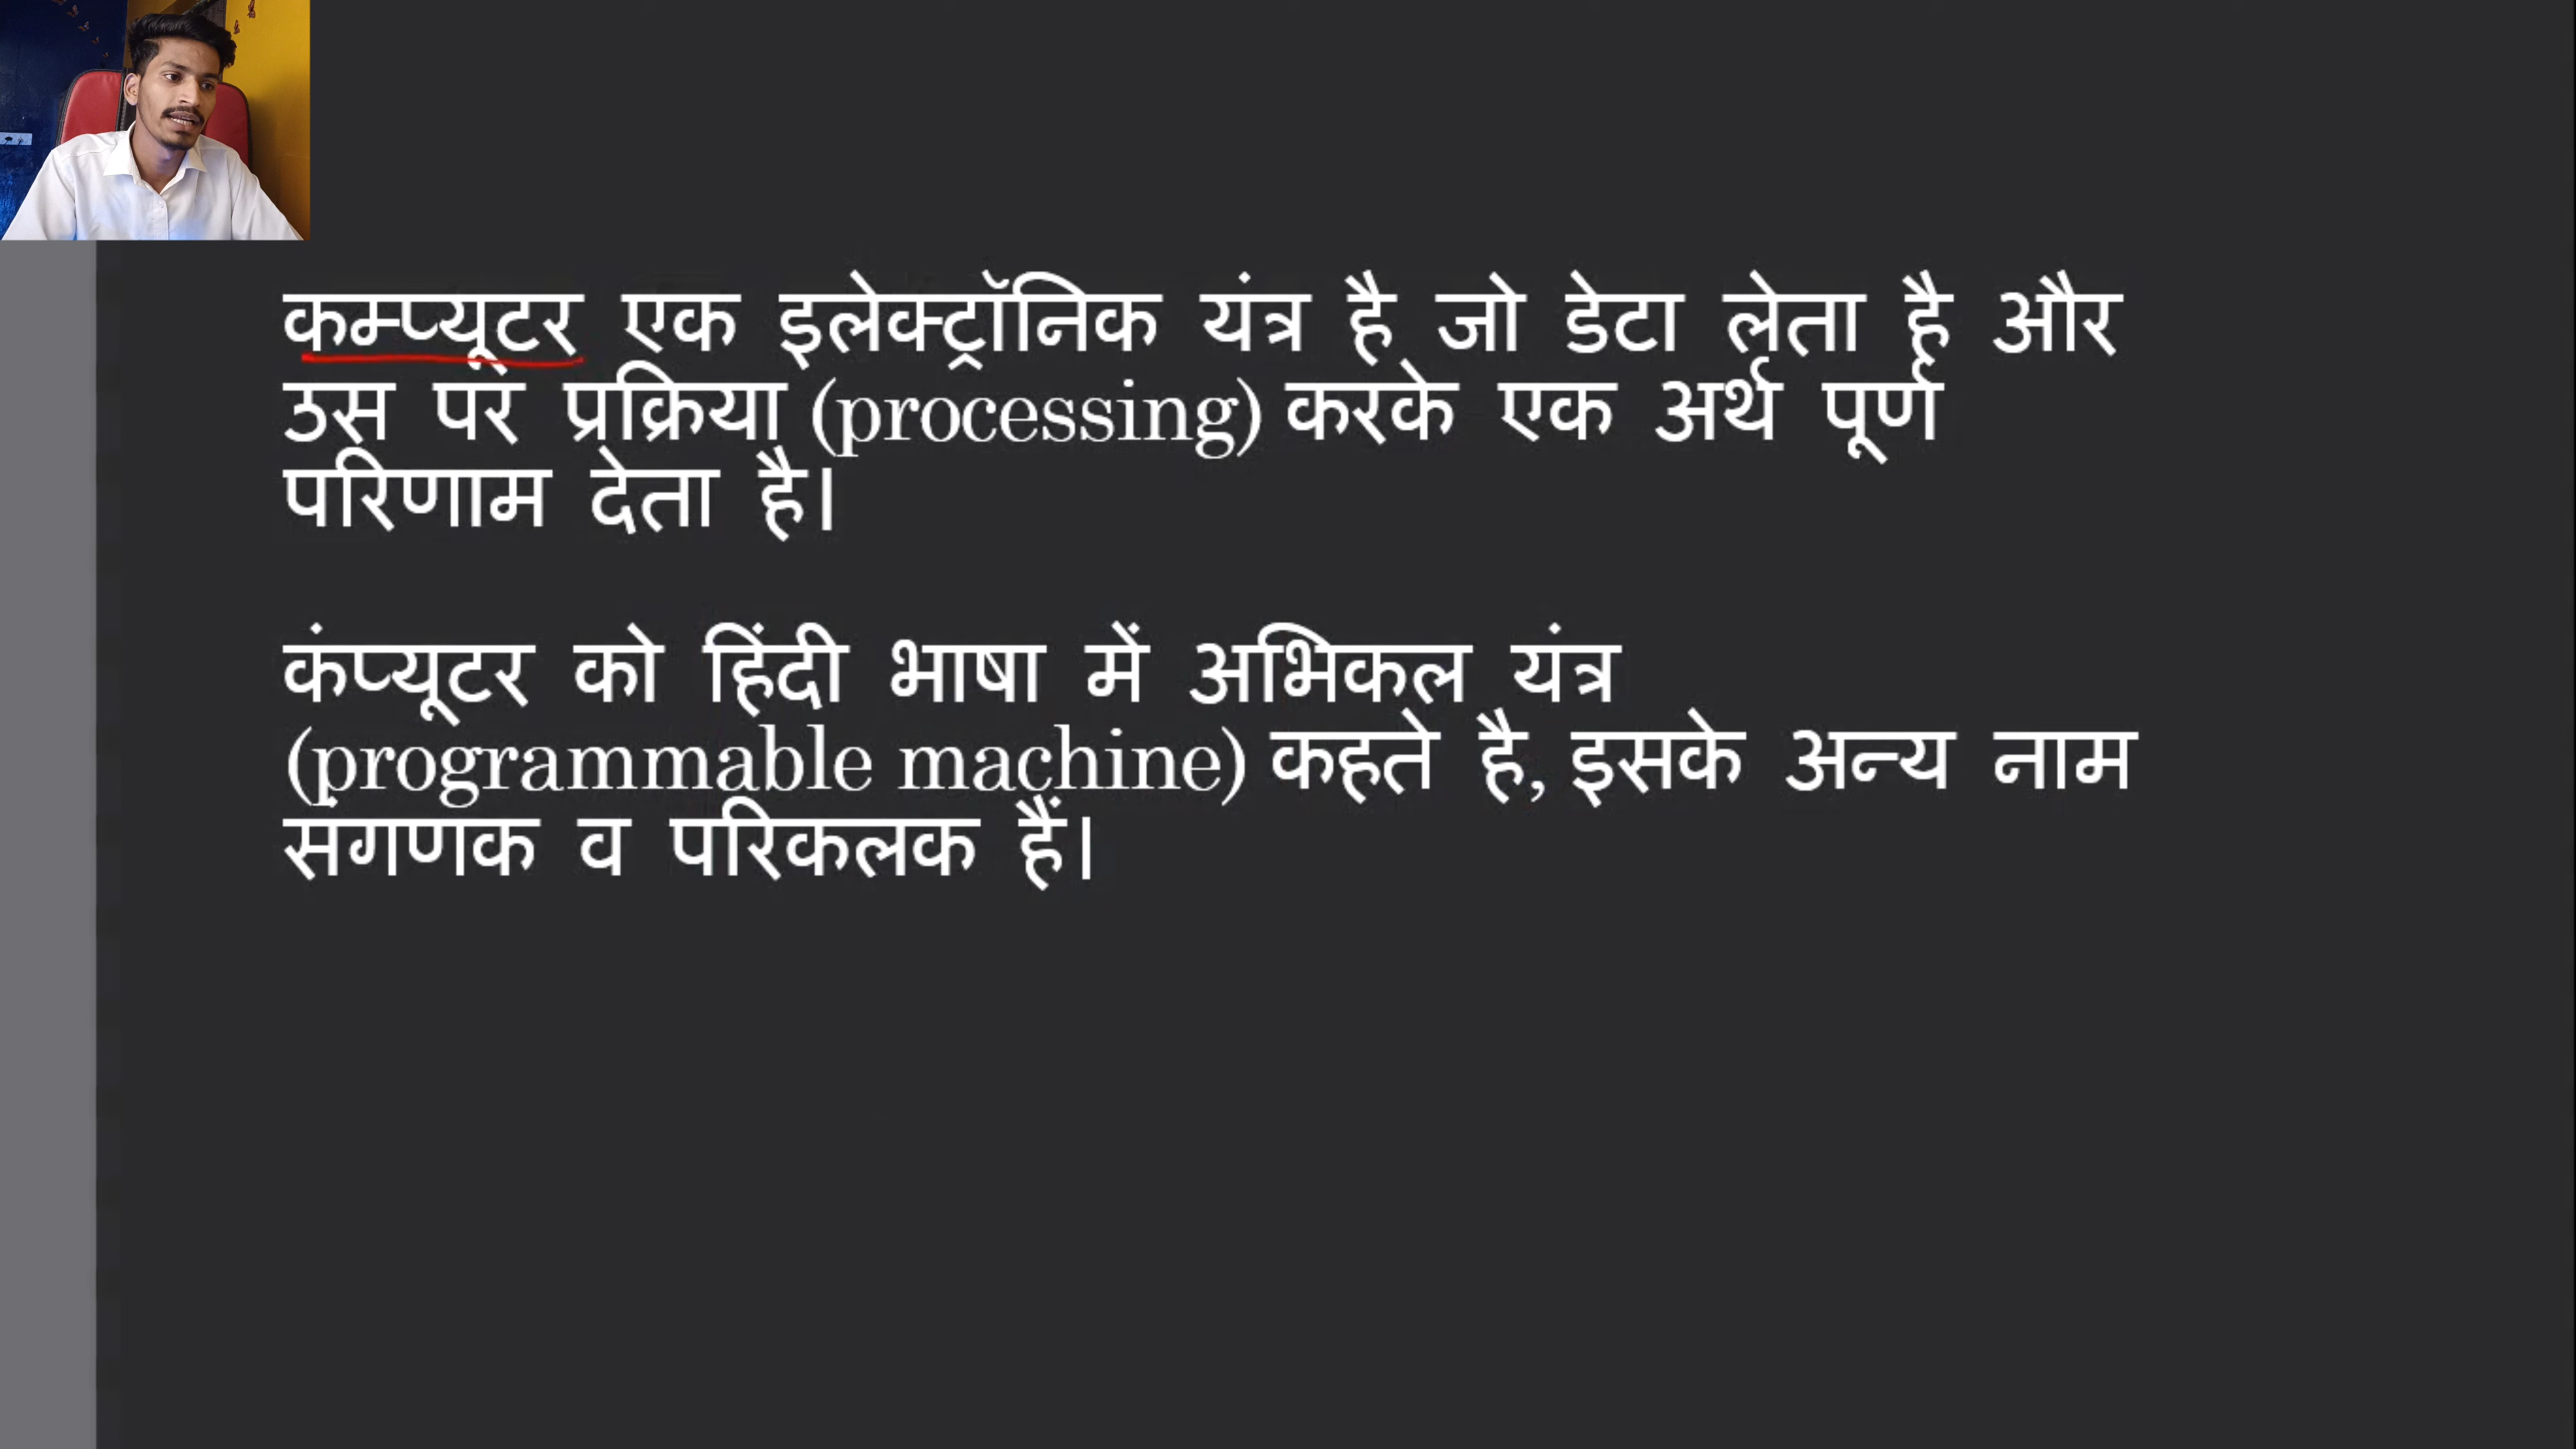 कम्प्यूटर एक इलेक्ट्रॉनिक यंत्र है जो डेटा लेता है और
उस पर प्रक्रिया (processing) करके एक अर्थ पूर्ण
परिणाम देता है।
कंप्यूटर को हिंदी भाषा में अभिकल यंत्र
(programmable machine) कहते है, इसके अन्य नाम
संगणक व परिकलक हैं।